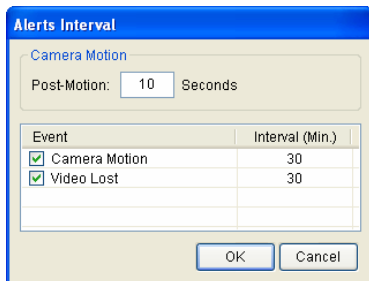 Alerts Interval
Camera Motion
Post-Motion: 10 Seconds
Event Interval (Min.)
Camera Motion 30
Video Lost 30
OK Cancel